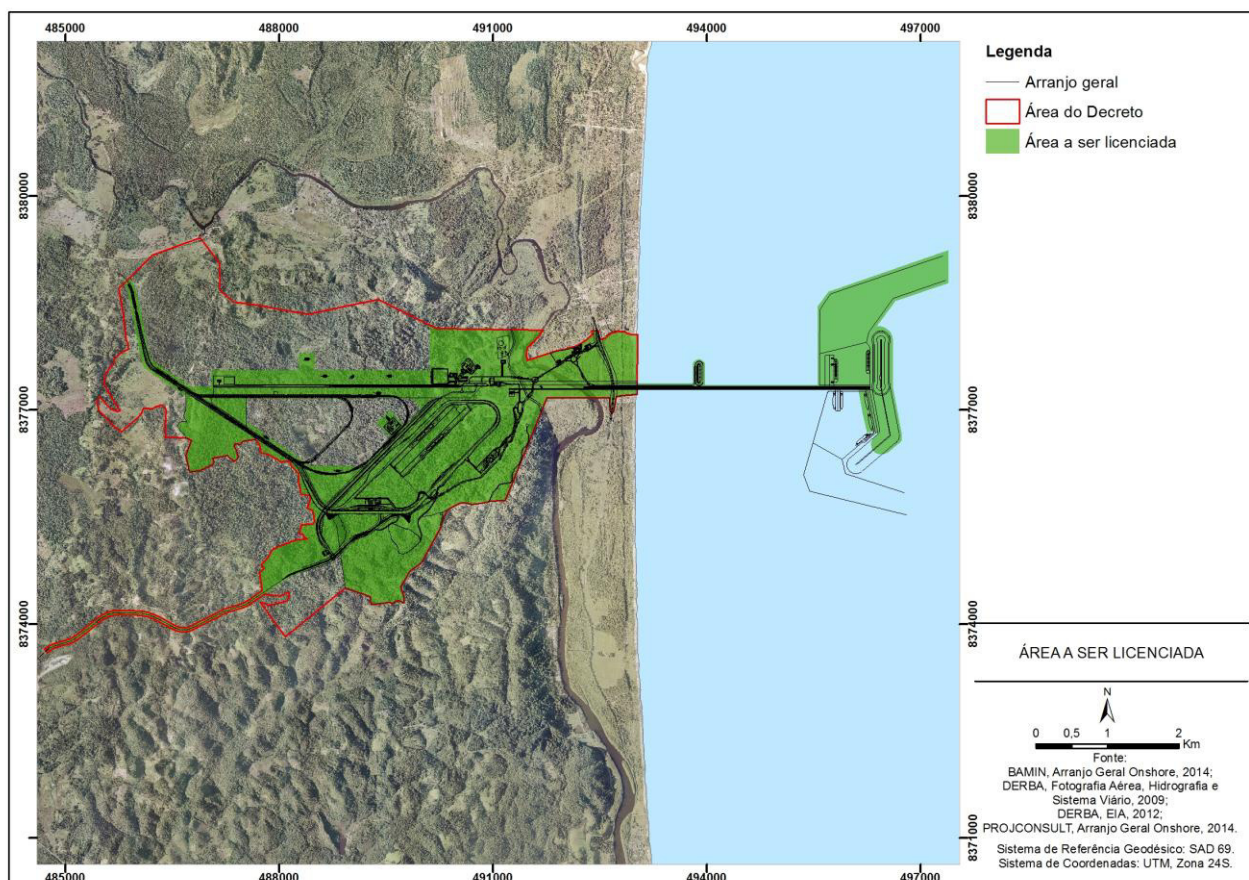 485000 488000 491000 494000 497000
8380000 8380000
8377000 8377000
8374000 8374000
8371000
485000 488000 491000 494000 497000
Legenda
Arranjo geral
Área do Decreto
Área a ser licenciada
ÁREA A SER LICENCIADA
N
0 0,5 1 2
Km
Fonte:
BAMIN, Arranjo Geral Onshore, 2014;
DERBA, Fotografia Aérea, Hidrografia e
Sistema Viário, 2009;
DERBA, EIA, 2012;
PROJCONSULT, Arranjo Geral Onshore, 2014.
Sistema de Referência Geodésico: SAD 69.
Sistema de Coordenadas: UTM, Zona 24S.